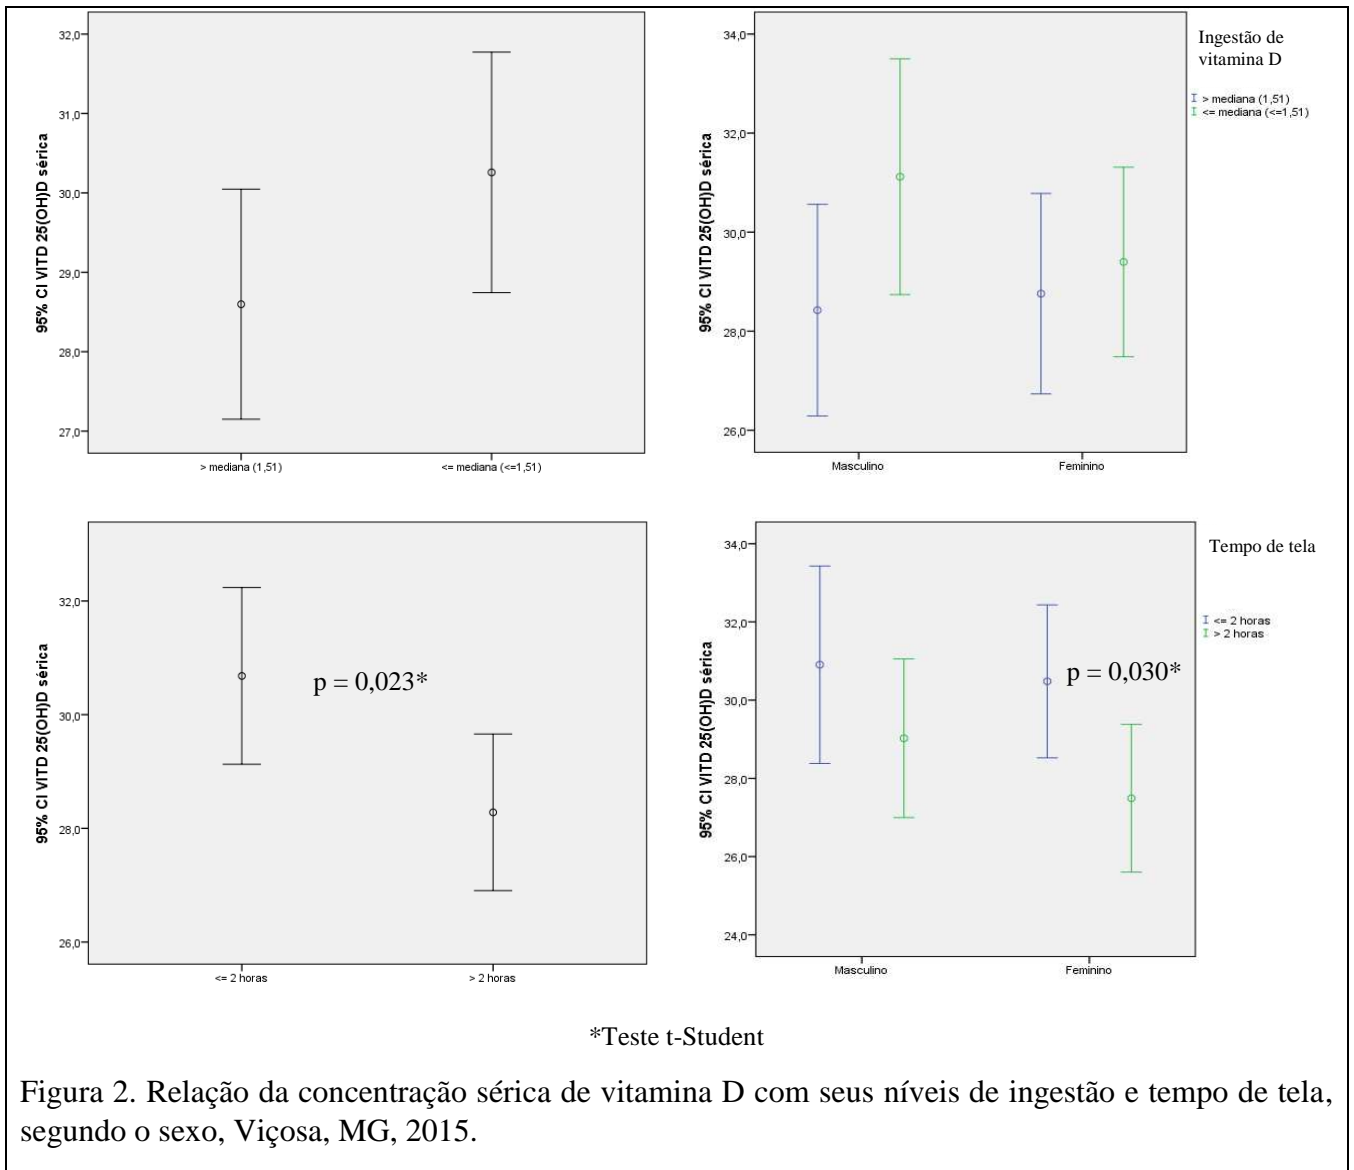 32,0
31,0
30,0
29,0
28,0
27,0
95% CI VITD 25(OH)D sérica
> mediana (1,51)
<= mediana (<=1,51)
34,0
32,0
30,0
28,0
26,0
95% CI VITD 25(OH)D sérica
Masculino
Feminino
Ingestão de
vitamina D
> mediana (1,51)
<= mediana (<=1,51)
32,0
30,0
28,0
26,0
95% CI VITD 25(OH)D sérica
p = 0,023*
<= 2 horas
> 2 horas
34,0
32,0
30,0
28,0
26,0
24,0
95% CI VITD 25(OH)D sérica
p = 0,030*
Masculino
Feminino
Tempo de tela
<= 2 horas
> 2 horas
*Teste t-Student
Figura 2. Relação da concentração sérica de vitamina D com seus níveis de ingestão e tempo de tela,
segundo o sexo, Viçosa, MG, 2015.